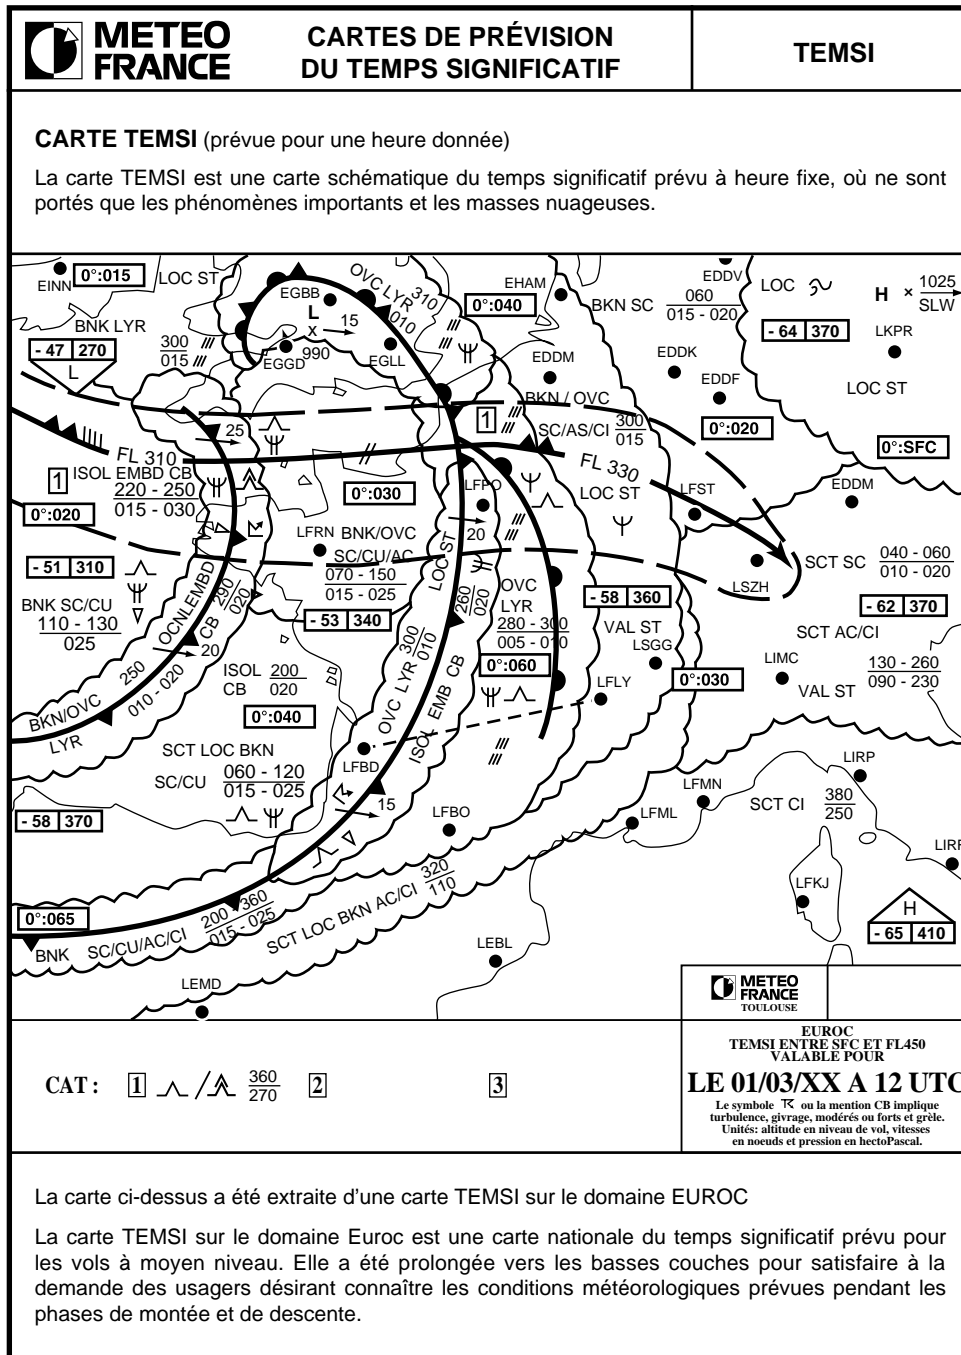 METEO
FRANCE
CARTES DE PRÉVISION
DU TEMPS SIGNIFICATIF
TEMSI
CARTE TEMSI (prévue pour une heure donnée)
La carte TEMSI est une carte schématique du temps significatif prévu à heure fixe, où ne sont
portés que les phénomènes importants et les masses nuageuses.
EINN
0°:015
LOC ST
EGBB
OVC LYR
310
010
0°:040
EHAM
EDDV
BKN SC
060
015 - 020
LOC
H
x
1025
SLW
- 64 370
LKPR
BNK LYR
300
015
L
x
15
990
EGGD
EGLL
- 47 270
L
EDDM
EDDK
EDDF
LOC ST
BKN / OVC
25
1
SC/AS/CI
300
015
0°:020
0°:SFC
FL 310
FL 330
1
ISOL EMBD CB
220 - 250
015 - 030
0°:030
LFPO
LOC ST
LFST
EDDM
0°:020
20
LFRN
BNK/OVC
SC/CU/AC
070 - 150
015 - 025
LOC ST
LSZH
SCT SC
040 - 060
010 - 020
- 51 310
OCNLEMBD
CB
290
020
260
020
OVC
LYR
280 - 300
005 - 010
- 58 360
- 62 370
BNK SC/CU
110 - 130
025
- 53 340
VAL ST
SCT AC/CI
20
LSGG
LIMC
130 - 260
090 - 230
0°:060
ISOL
CB
200
020
OVC LYR
300
010
ISOL EMB CB
LFLY
0°:030
VAL ST
BKN/OVC
LYR
250
010 - 020
0°:040
SCT LOC BKN
SC/CU
060 - 120
015 - 025
LFBD
LIRP
LFMN
SCT CI
380
250
- 58 370
15
LFBO
LFML
LFKJ
0°:065
BNK
SC/CU/AC/CI
200 - 360
015 - 025
SCT LOC BKN AC/CI
320
110
H
- 65 410
LEBL
LEMD
METEO
FRANCE
TOULOUSE
CAT :
1
/
360
270
2
3
EUROC
TEMSI ENTRE SFC ET FL450
VALABLE POUR
LE 01/03/XX A 12 UTC
Le symbole ou la mention CB implique
turbulence, givrage, modérés ou forts et grèle.
Unités: altitude en niveau de vol, vitesses
en noeuds et pression en hectoPascal.
La carte ci-dessus a été extraite d’une carte TEMSI sur le domaine EUROC
La carte TEMSI sur le domaine Euroc est une carte nationale du temps significatif prévu pour
les vols à moyen niveau. Elle a été prolongée vers les basses couches pour satisfaire à la
demande des usagers désirant connaître les conditions météorologiques prévues pendant les
phases de montée et de descente.